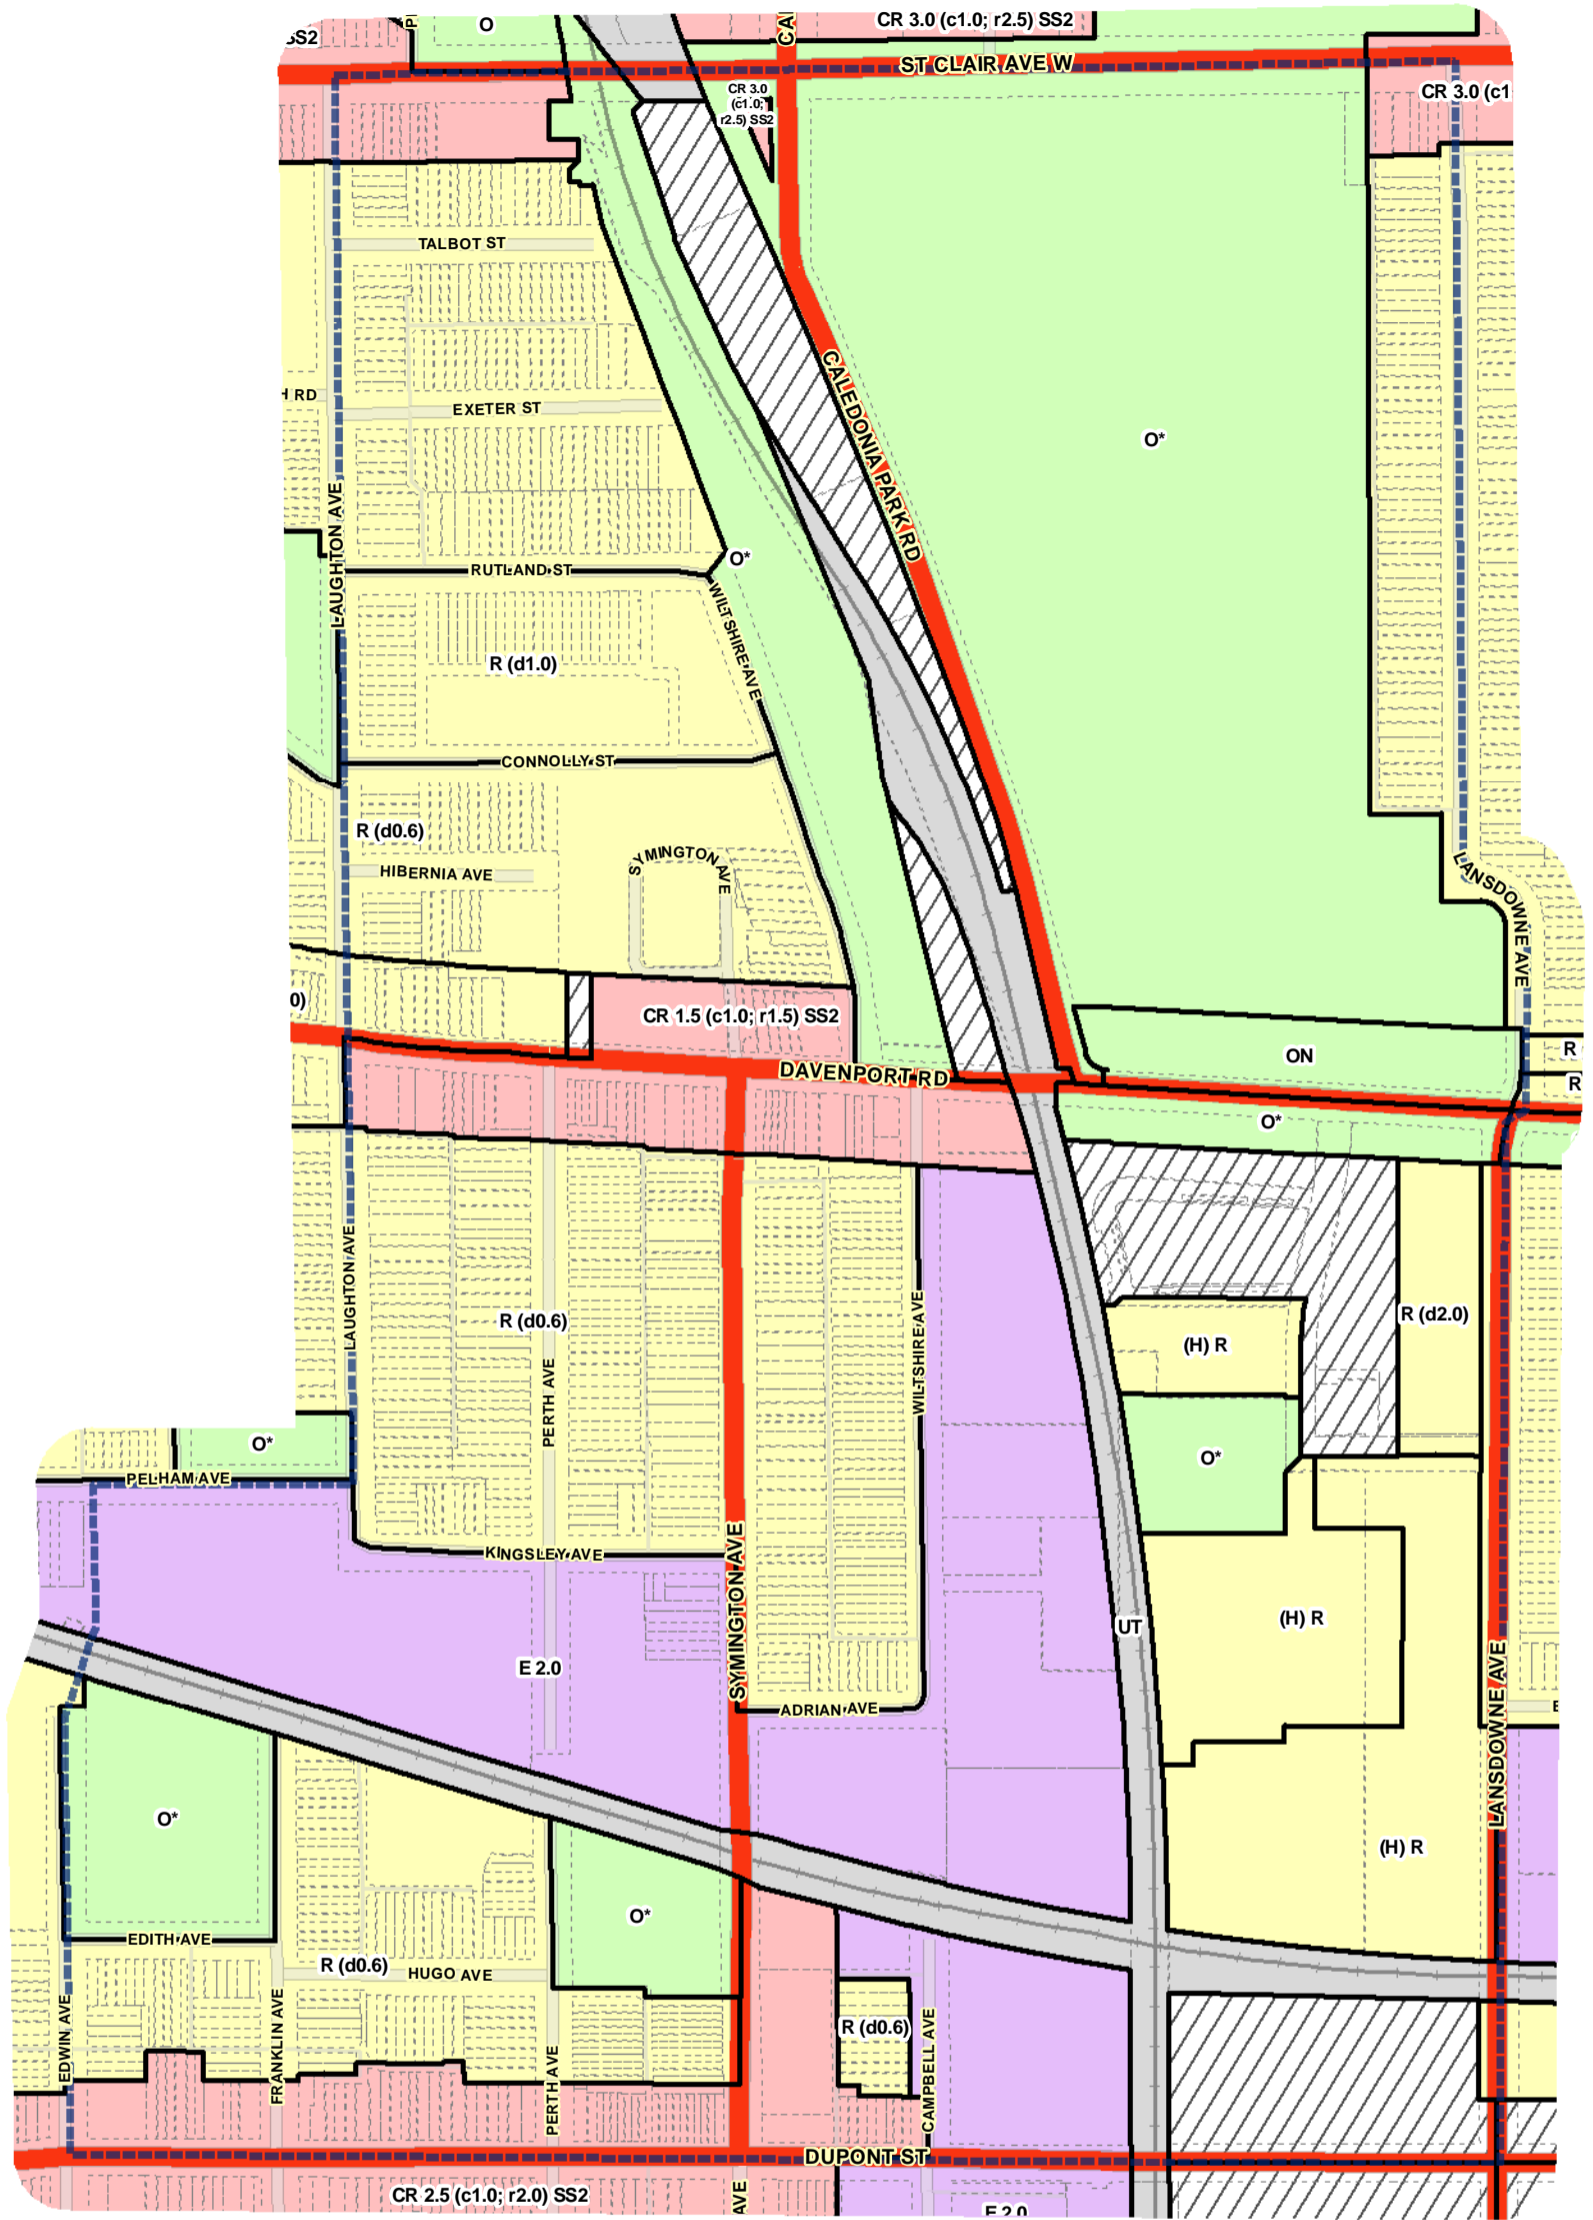 O
CR 3.0 (c1.0; r2.5) SS2
SS2
ST CLAIR AVE W
CR 3.0
(c1.0;
r2.5) SS2
CR 3.0 (c1
TALBOT ST
H RD
EXETER ST
CALEDONIA PARK RD
O*
LAUGHTON AVE
RUTLAND ST
O*
WILTSHIRE AVE
R (d1.0)
CONNOLLY ST
R (d0.6)
HIBERNIA AVE
SYMINGTON AVE
LANSDOWNE AVE
0)
CR 1.5 (c1.0; r1.5) SS2
ON
R
DAVENPORT RD
R
O*
LAUGHTON AVE
R (d0.6)
PERTH AVE
WILTSHIRE AVE
(H) R
R (d2.0)
O*
O*
PELHAM AVE
KINGSLEY AVE
SYMINGTON AVE
UT
(H) R
E 2.0
ADRIAN AVE
LANSDOWNE AVE
E
O*
(H) R
O*
EDITH AVE
R (d0.6)
HUGO AVE
EDWIN AVE
FRANKLIN AVE
PERTH AVE
R (d0.6)
CAMPBELL AVE
DUPONT ST
CR 2.5 (c1.0; r2.0) SS2
AVE
E 2.0